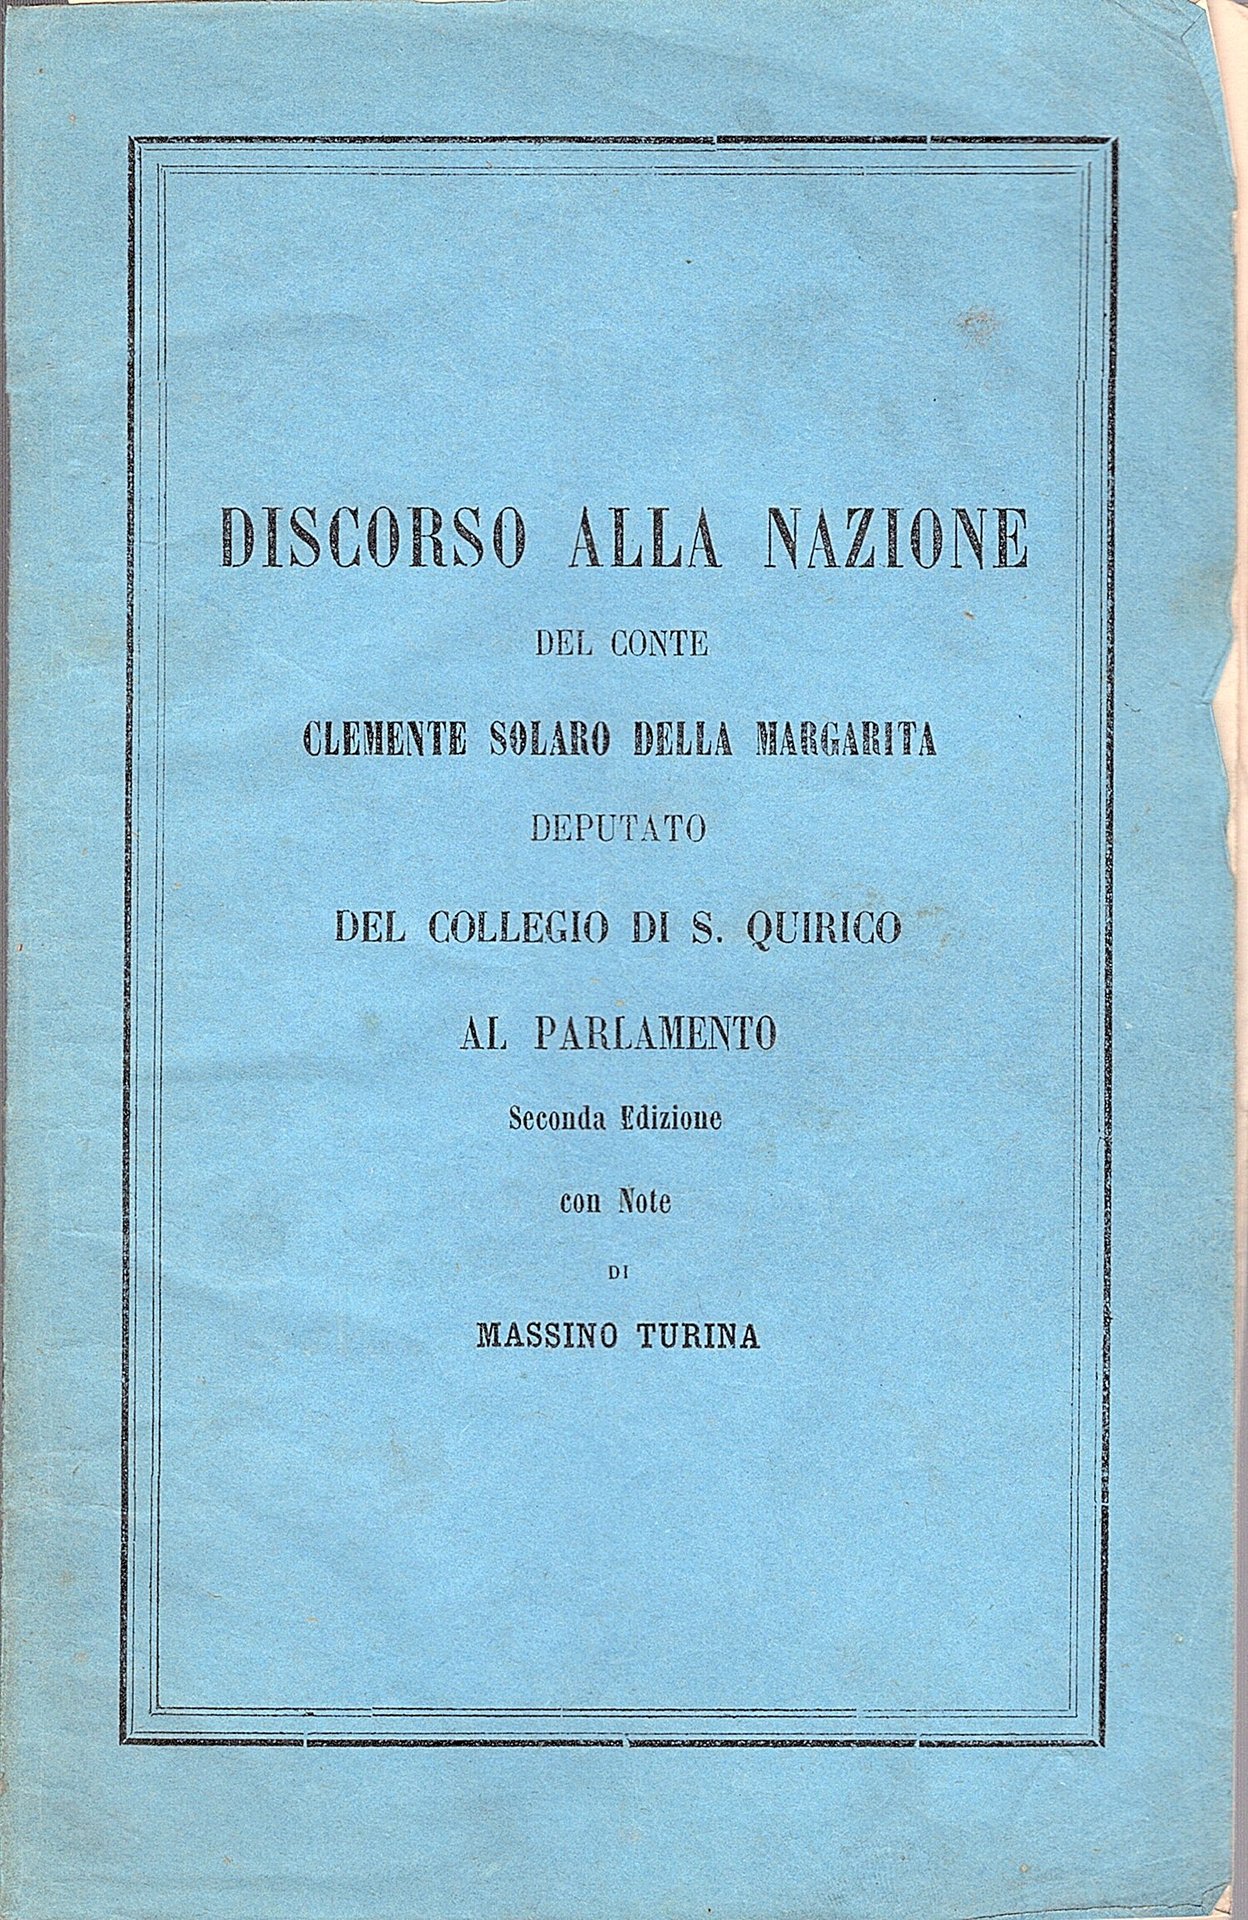 DISCORSO ALLA NAZIONE
DEL CONTE
CLEMENTE SOLARO DELLA MARGARITA
DEPUTATO
DEL COLLEGIO DI S. QUIRICO
AL PARLAMENTO
Seconda Edizione
con Note
DI
MASSINO TURINA